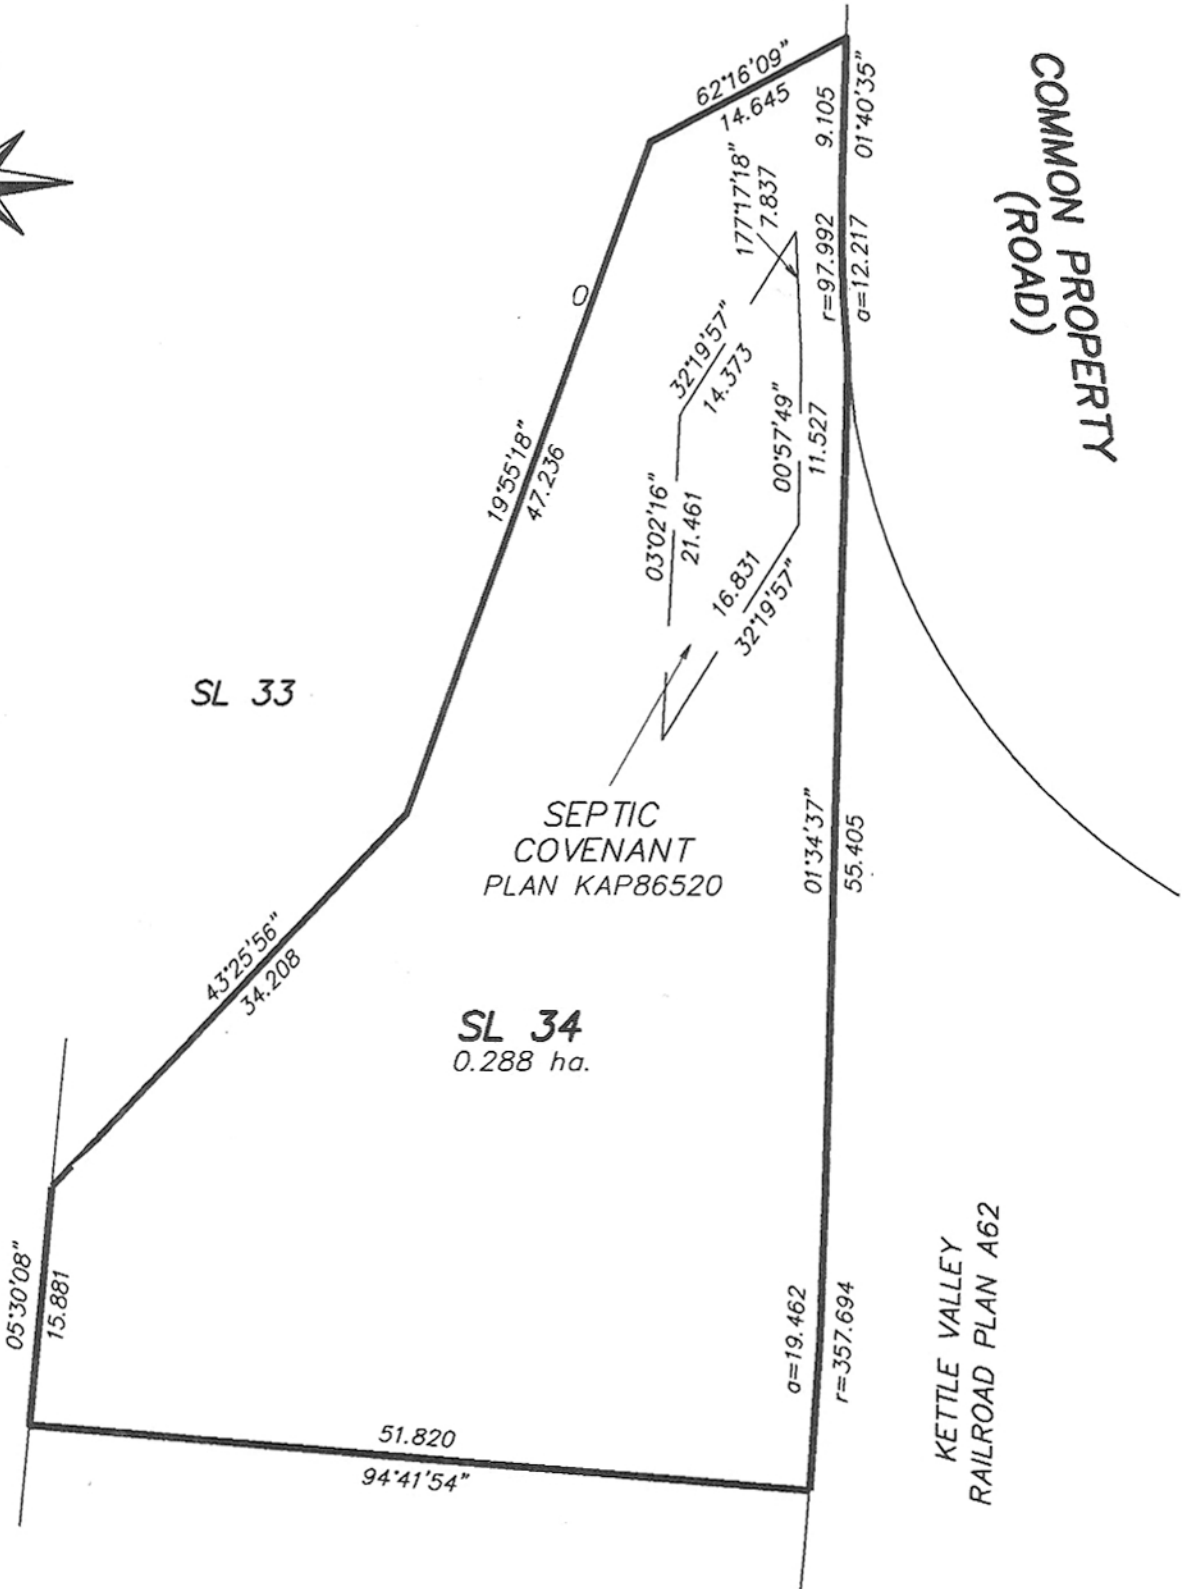 62°16'09"
14.645
9.105
01°40'35"
COMMON PROPERTY
(ROAD)
177°17'18"
7.837
r=97.992
a=12.217
O
32°19'57"
14.373
19°55'18"
47.236
00°57'49"
11.527
03°02'16"
21.461
16.831
32°19'57"
SL 33
SEPTIC
COVENANT
PLAN KAP86520
01°34'37"
55.405
43°25'56"
34.208
SL 34
0.288 ha.
05°30'08"
15.881
a=19.462
r=357.694
KETTLE VALLEY
RAILROAD PLAN A62
51.820
94°41'54"